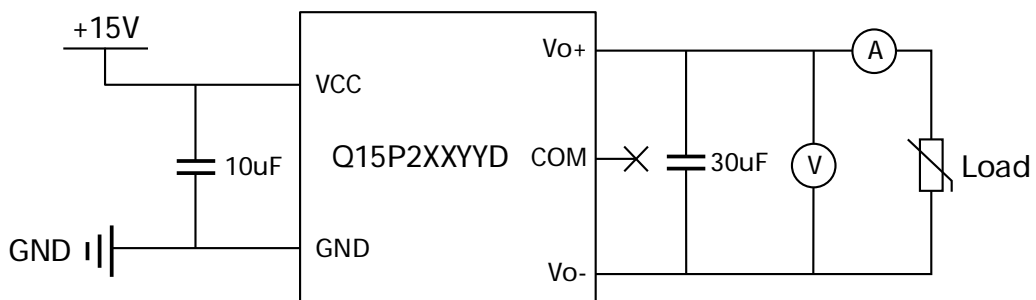 +15V
VCC
10uF
GND
GND
Q15P2XXYYD
Vo+
COM
Vo-
30uF
V
A
Load